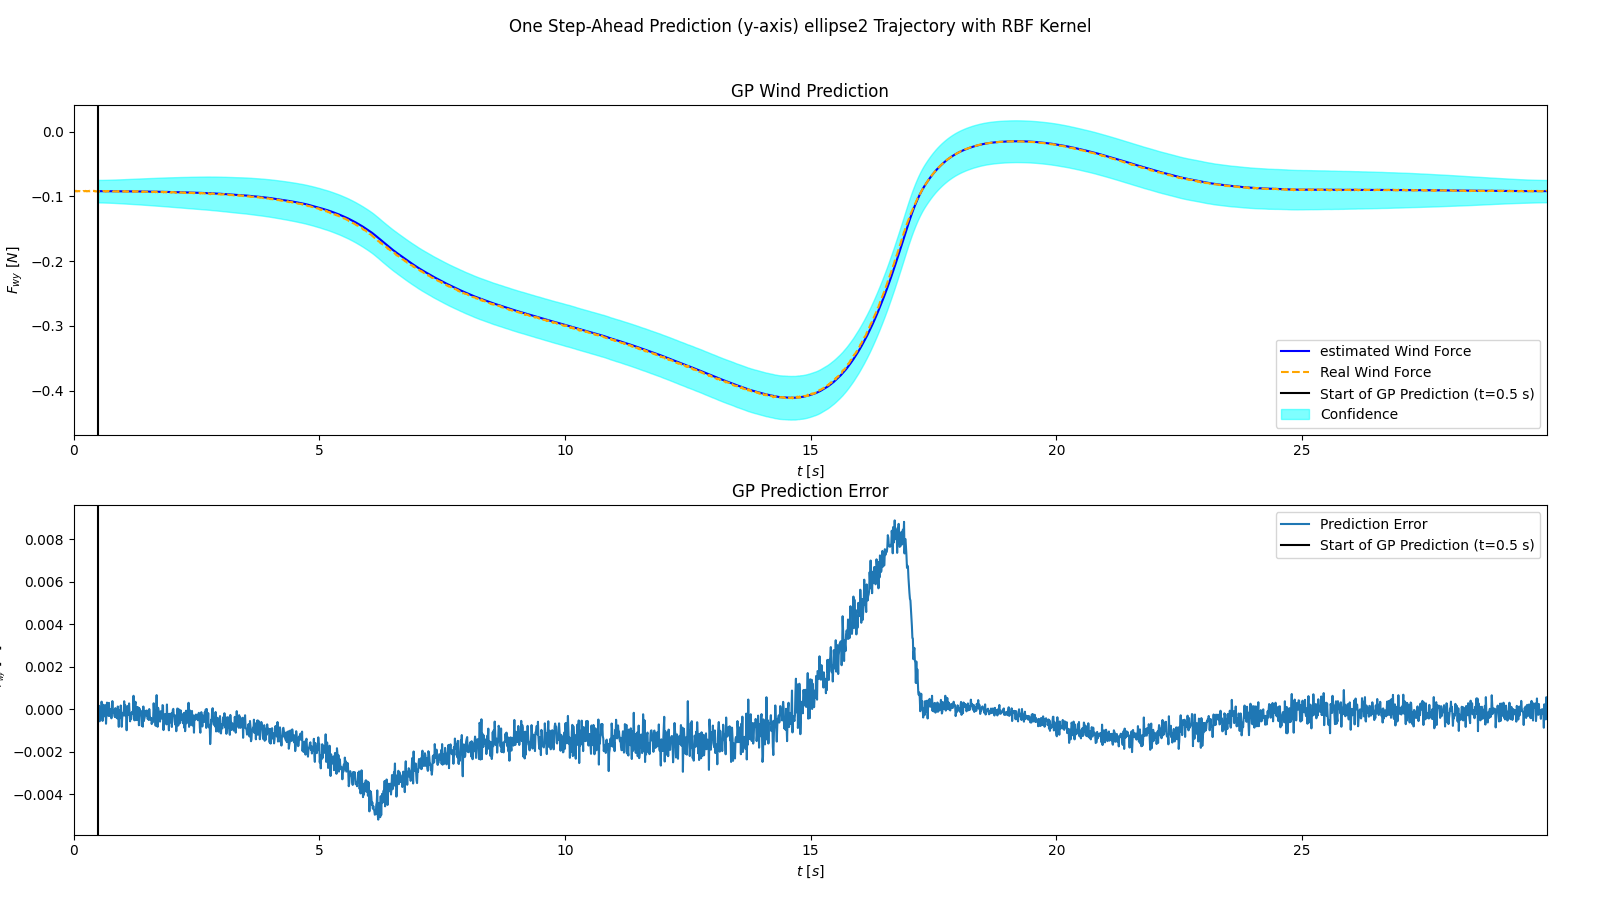 One Step-Ahead Prediction (y-axis) ellipse2 Trajectory with RBF Kernel
GP Wind Prediction
F_wy [N]
0.0
−0.1
−0.2
−0.3
−0.4
estimated Wind Force
Real Wind Force
Start of GP Prediction (t=0.5 s)
Confidence
0 5 10 15 20 25
t [s]
GP Prediction Error
0.008
0.006
0.004
0.002
0.000
−0.002
−0.004
Prediction Error
Start of GP Prediction (t=0.5 s)
0 5 10 15 20 25
t [s]